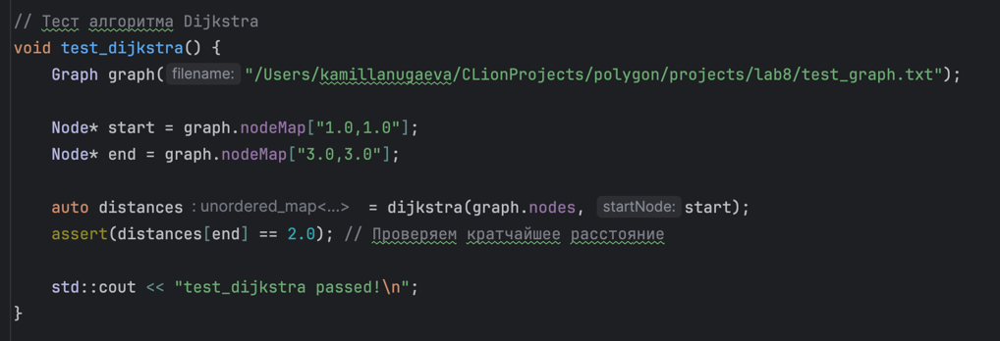 // Тест алгоритма Dijkstra
void test_dijkstra() {
Graph graph( filename: "/Users/kamillanugaeva/CLionProjects/polygon/projects/lab8/test_graph.txt");
Node* start = graph.nodeMap["1.0,1.0"];
Node* end = graph.nodeMap["3.0,3.0"];
auto distances : unordered_map<...> = dijkstra(graph.nodes, startNode: start);
assert(distances[end] == 2.0); // Проверяем кратчайшее расстояние
std::cout << "test_dijkstra passed!\n";
}